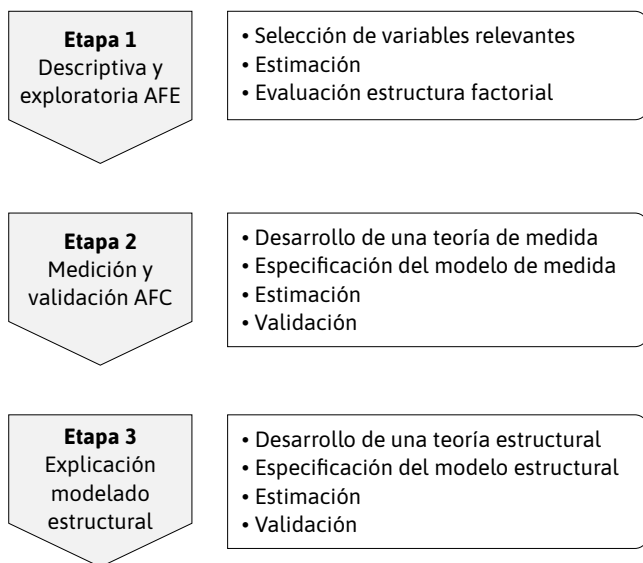 Etapa 1
Descriptiva y
exploratoria AFE
• Selección de variables relevantes
• Estimación
• Evaluación estructura factorial
Etapa 2
Medición y
validación AFC
• Desarrollo de una teoría de medida
• Especificación del modelo de medida
• Estimación
• Validación
Etapa 3
Explicación
modelado
estructural
• Desarrollo de una teoría estructural
• Especificación del modelo estructural
• Estimación
• Validación